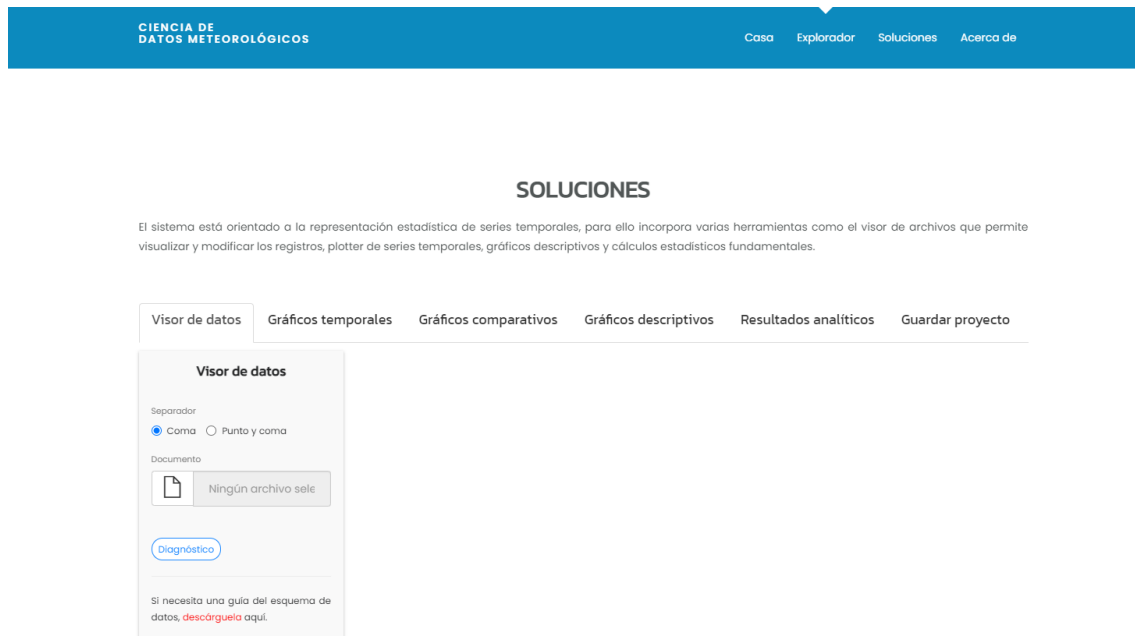 CIENCIA DE
DATOS METEOROLÓGICOS
Casa Explorador Soluciones Acerca de
SOLUCIONES
El sistema está orientado a la representación estadística de series temporales, para ello incorpora varias herramientas como el visor de archivos que permite
visualizar y modificar los registros, plotter de series temporales, gráficos descriptivos y cálculos estadísticos fundamentales.
Visor de datos Gráficos temporales Gráficos comparativos Gráficos descriptivos Resultados analíticos Guardar proyecto
Visor de datos
Separador
Coma Punto y coma
Documento
Ningún archivo sele
Diagnóstico
Si necesita una guía del esquema de
datos, descárguela aquí.